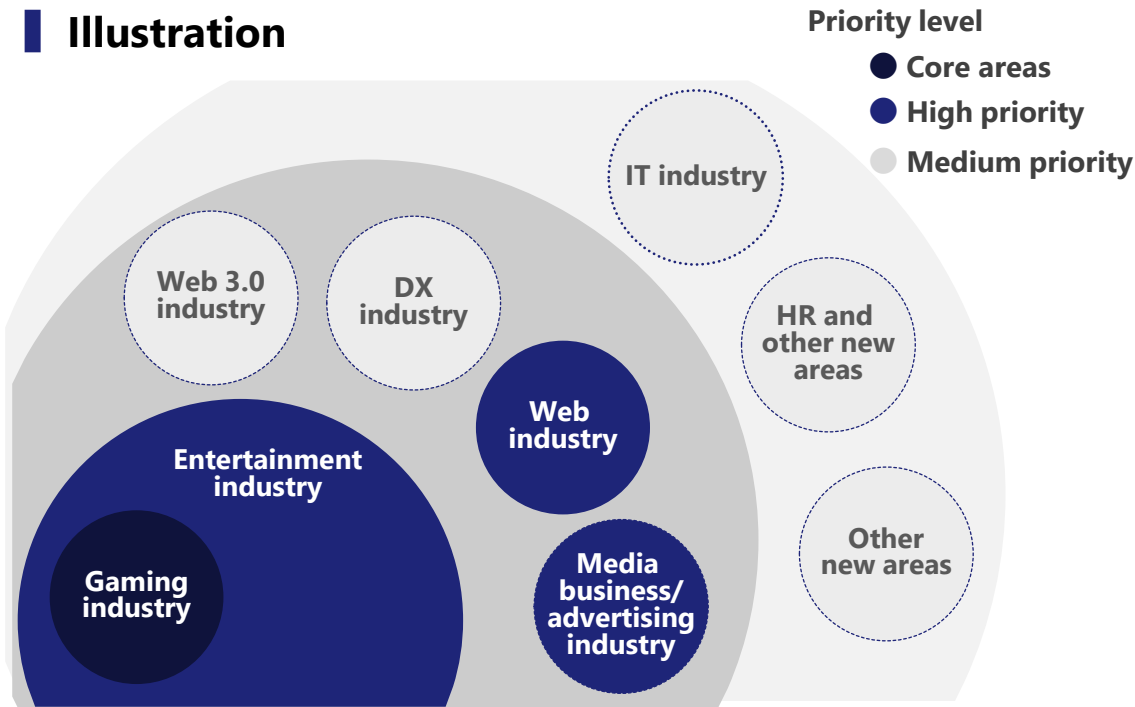 Illustration
Priority level
Core areas
High priority
Medium priority
IT industry
Web 3.0
industry
DX
industry
HR and
other new
areas
Web
industry
Entertainment
industry
Other
new areas
Media
business/
advertising
industry
Gaming
industry